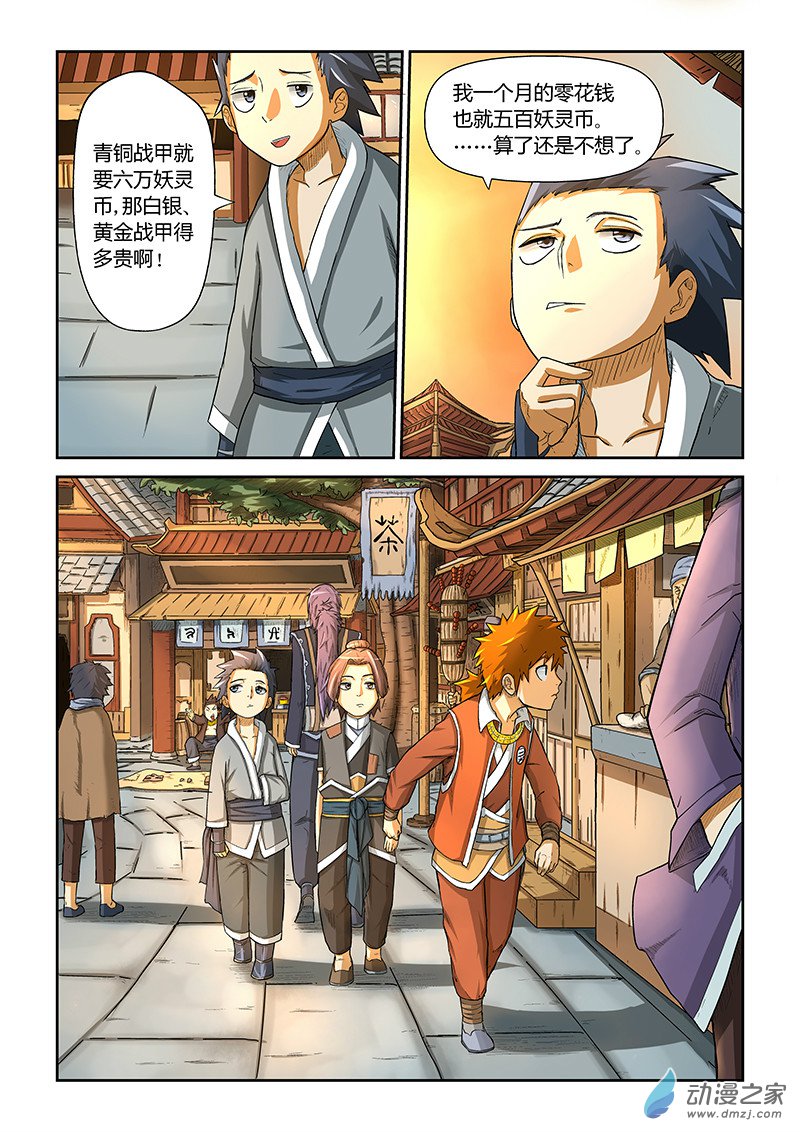 青铜战甲就
要六万妖灵
币，那白银、
黄金战甲得
多贵啊！
我一个月的零花钱
也就五百妖灵币。
……算了还是不想了。
茶
动漫之家
www.dmzj.com